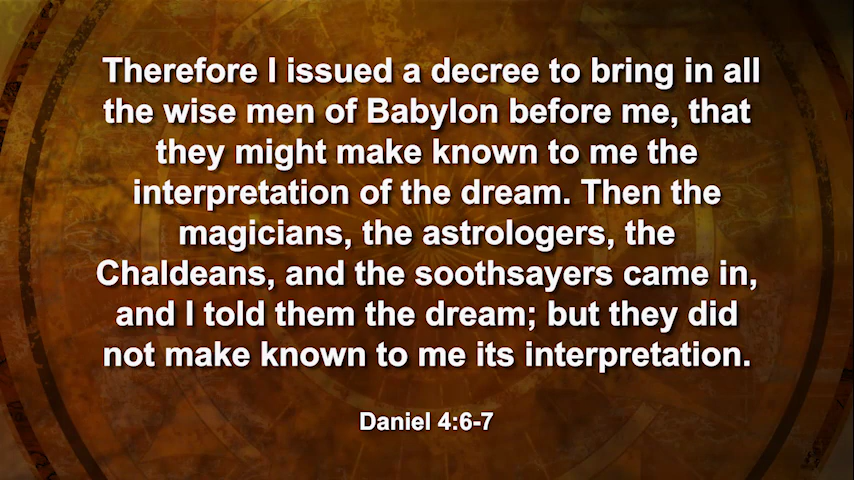 Therefore I issued a decree to bring in all
the wise men of Babylon before me, that
they might make known to me the
interpretation of the dream. Then the
magicians, the astrologers, the
Chaldeans, and the soothsayers came in,
and I told them the dream; but they did
not make known to me its interpretation.
Daniel 4:6-7